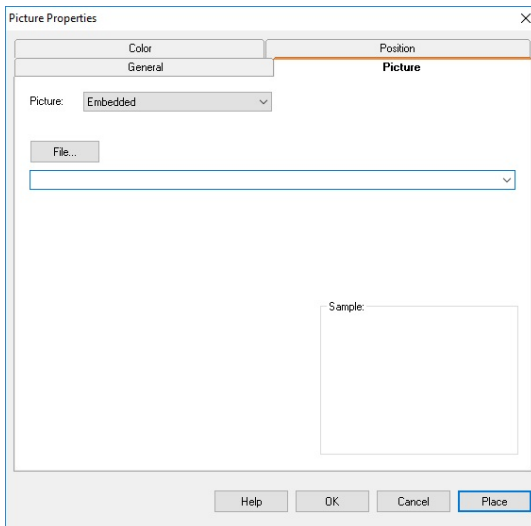 Picture Properties
Color
Position
General
Picture
Picture:
Embedded
File...
Sample:
Help
OK
Cancel
Place